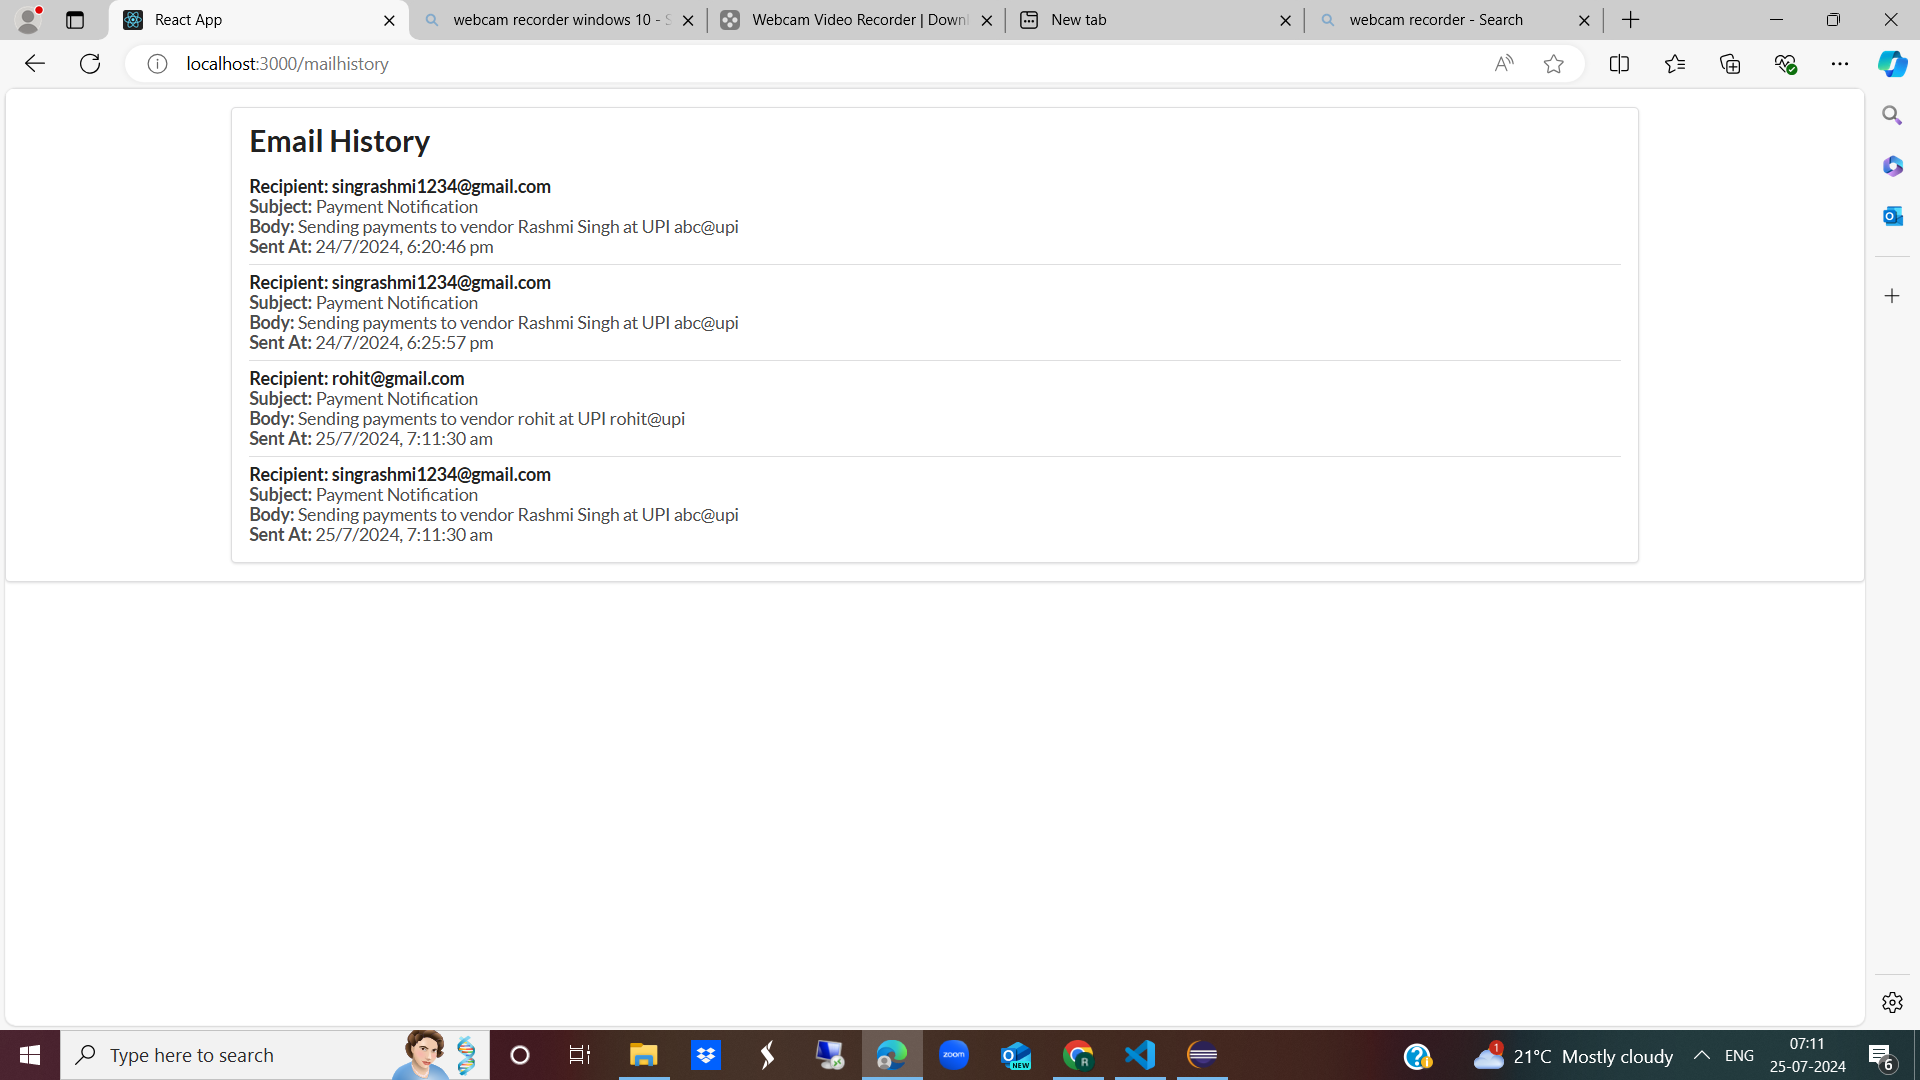 React App
webcam recorder windows 10 - S
Webcam Video Recorder | Downl
New tab
webcam recorder - Search
localhost:3000/mailhistory
Email History
Recipient: singrashmi1234@gmail.com
Subject: Payment Notification
Body: Sending payments to vendor Rashmi Singh at UPI abc@upi
Sent At: 24/7/2024, 6:20:46 pm
Recipient: singrashmi1234@gmail.com
Subject: Payment Notification
Body: Sending payments to vendor Rashmi Singh at UPI abc@upi
Sent At: 24/7/2024, 6:25:57 pm
Recipient: rohit@gmail.com
Subject: Payment Notification
Body: Sending payments to vendor rohit at UPI rohit@upi
Sent At: 25/7/2024, 7:11:30 am
Recipient: singrashmi1234@gmail.com
Subject: Payment Notification
Body: Sending payments to vendor Rashmi Singh at UPI abc@upi
Sent At: 25/7/2024, 7:11:30 am
Type here to search
zoom
NEW
R
1
21°C Mostly cloudy
ENG
07:11
25-07-2024
6